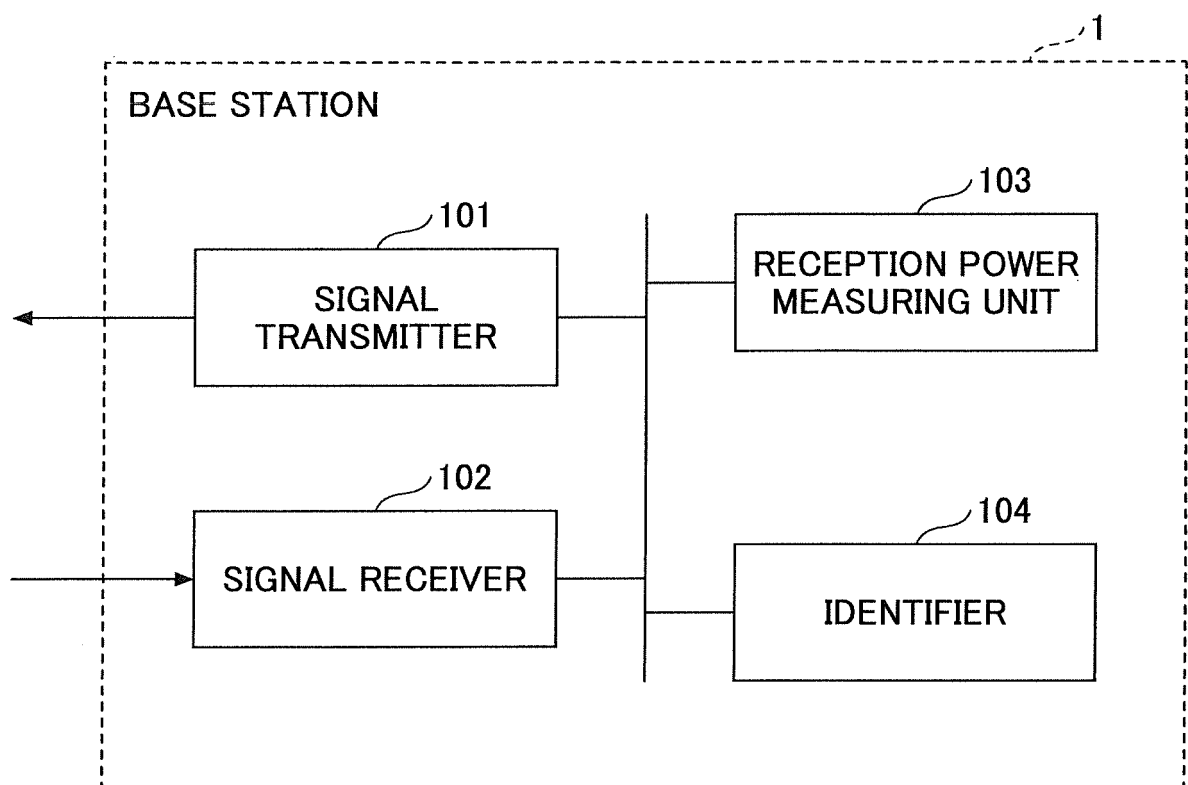 1
BASE STATION
103
101
RECEPTION POWER
MEASURING UNIT
SIGNAL
TRANSMITTER
102
104
SIGNAL RECEIVER
IDENTIFIER